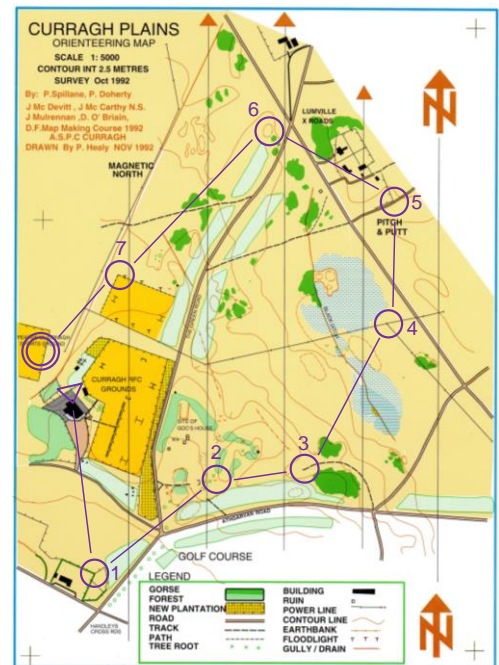 CURRAGH PLAINS
ORIENTEERING MAP
SCALE 1: 5000
CONTOUR INT 2.5 METRES
SURVEY Oct 1992
By: P.Spillane, P. Doherty
J Mc Devitt , J Mc Carthy N.S.
J Mulrennan ,D. O' Briain,
D.F.Map Making Course 1992
A.S.P.C CURRAGH
DRAWN By P. Healy NOV 1992
MAGNETIC
NORTH
N
6
LUMVILLE
X ROADS
5
PITCH
& PUTT
7
4
CURRAGH RFC
GROUNDS
SITE OF
GOC'S HOUSE
2
3
ATHGARVAN ROAD
1
GOLF COURSE
HANDLEYS
CROSS RDS
LEGEND
GORSE
FOREST
NEW PLANTATION
ROAD
TRACK
PATH
TREE ROOT
BUILDING
RUIN
POWER LINE
CONTOUR LINE
EARTHBANK
FLOODLIGHT
GULLY / DRAIN
N